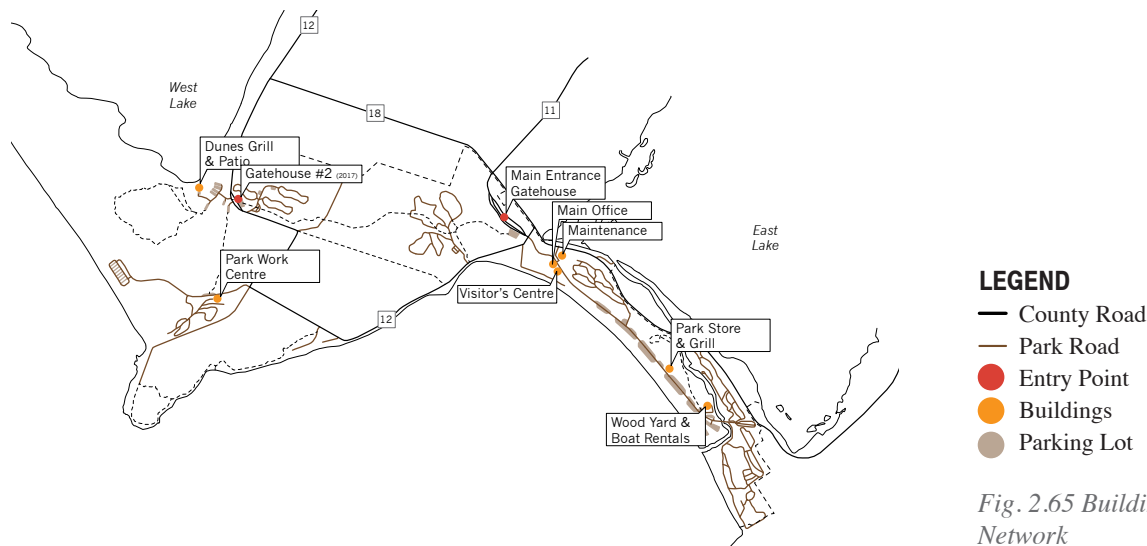 12
West
Lake
18
11
Dunes Grill
& Patio
Gatehouse #2 (2017)
Main Entrance
Gatehouse
Main Office
Maintenance
East
Lake
Park Work
Centre
Visitor's Centre
12
Park Store
& Grill
Wood Yard &
Boat Rentals
LEGEND
County Road
Park Road
Entry Point
Buildings
Parking Lot
Fig. 2.65 Buildi
Network